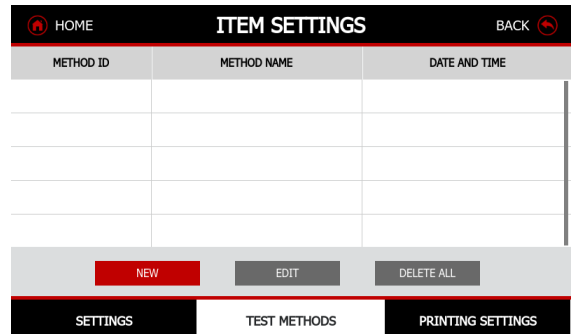 HOME
ITEM SETTINGS
BACK
METHOD ID
METHOD NAME
DATE AND TIME
NEW
EDIT
DELETE ALL
SETTINGS
TEST METHODS
PRINTING SETTINGS